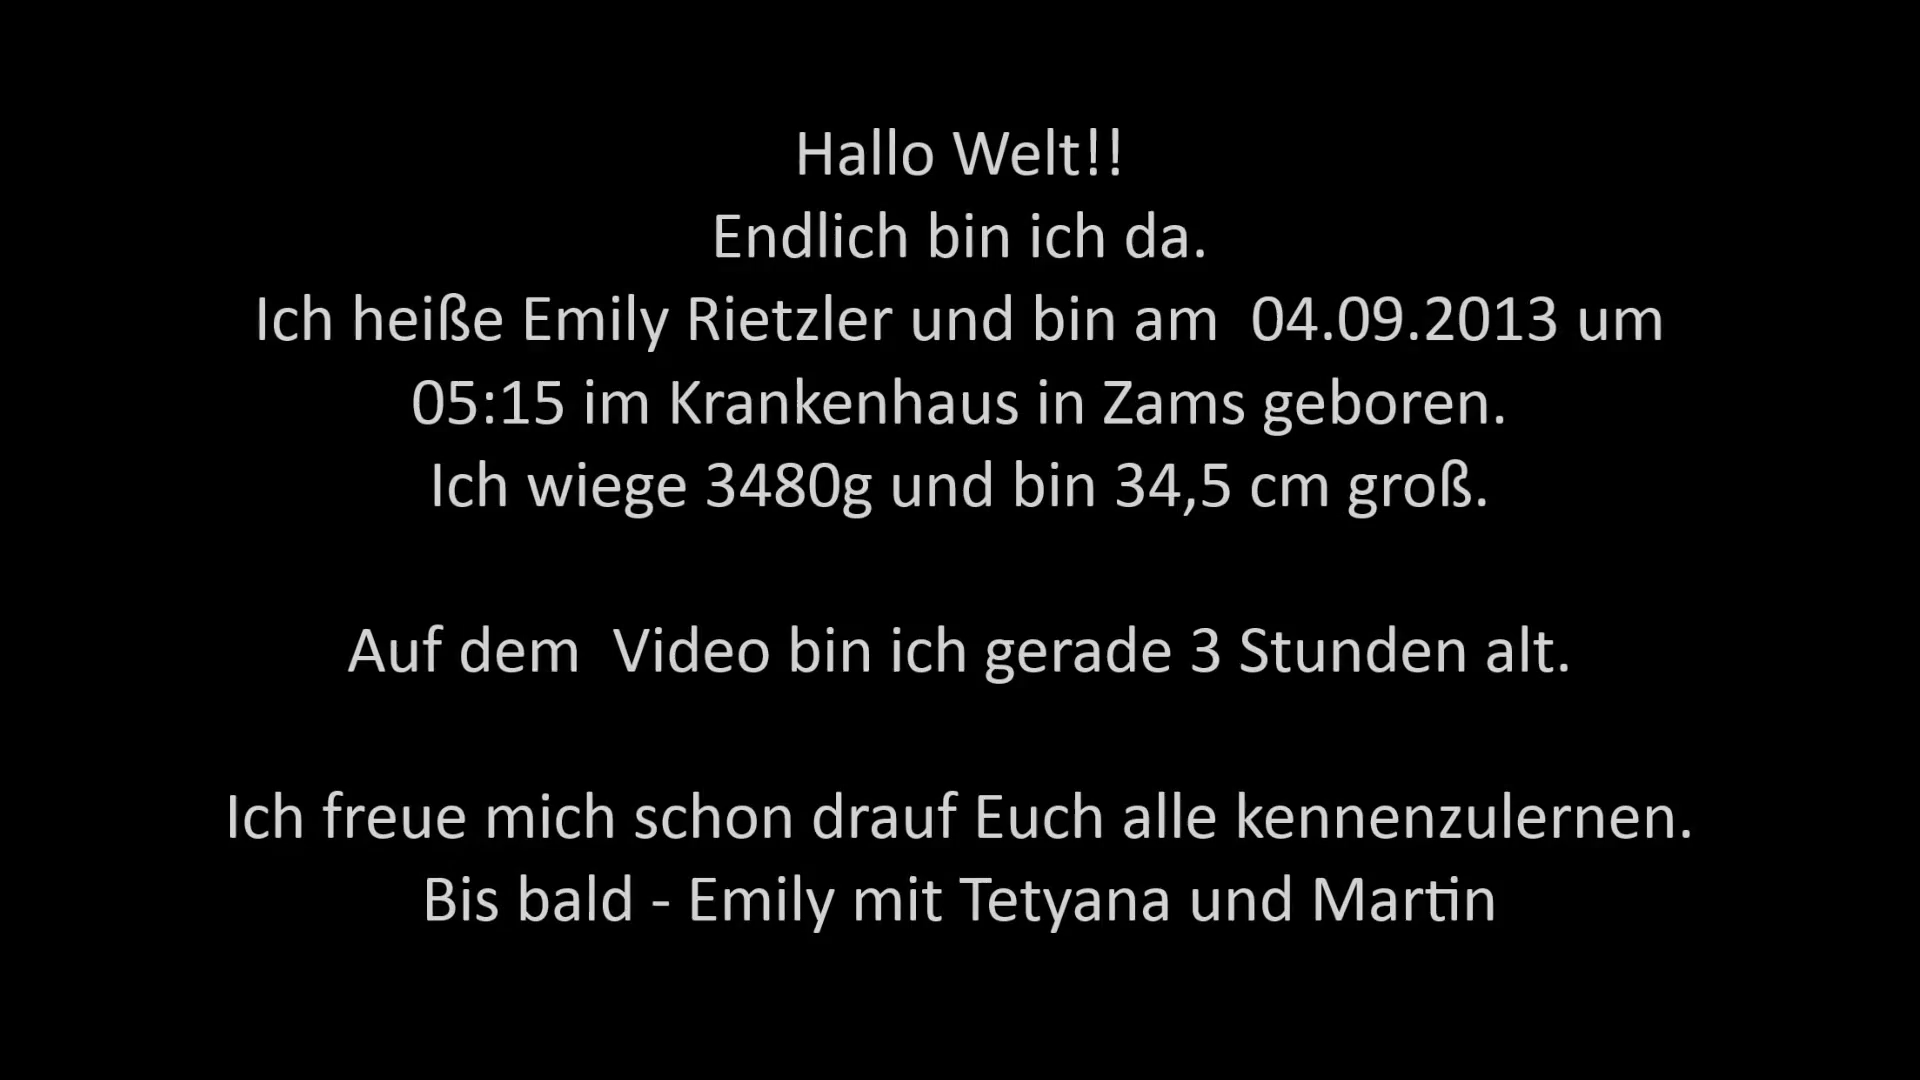 Hallo Welt!!
Endlich bin ich da.
Ich heiße Emily Rietzler und bin am  04.09.2013 um
05:15 im Krankenhaus in Zams geboren.
Ich wiege 3480g und bin 34,5 cm groß.
Auf dem  Video bin ich gerade 3 Stunden alt.
Ich freue mich schon drauf Euch alle kennenzulernen.
Bis bald - Emily mit Tetyana und Martin